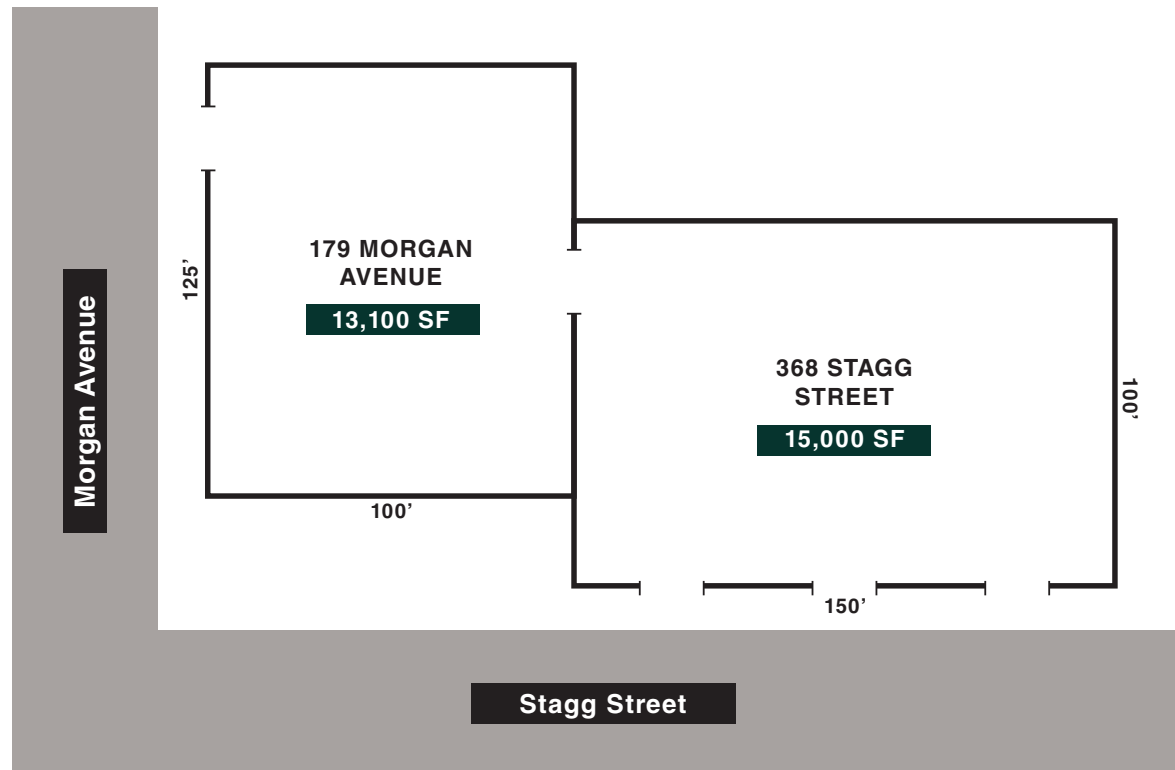 Morgan Avenue
125’
179 MORGAN
AVENUE
13,100 SF
100’
368 STAGG
STREET
15,000 SF
100’
150’
Stagg Street